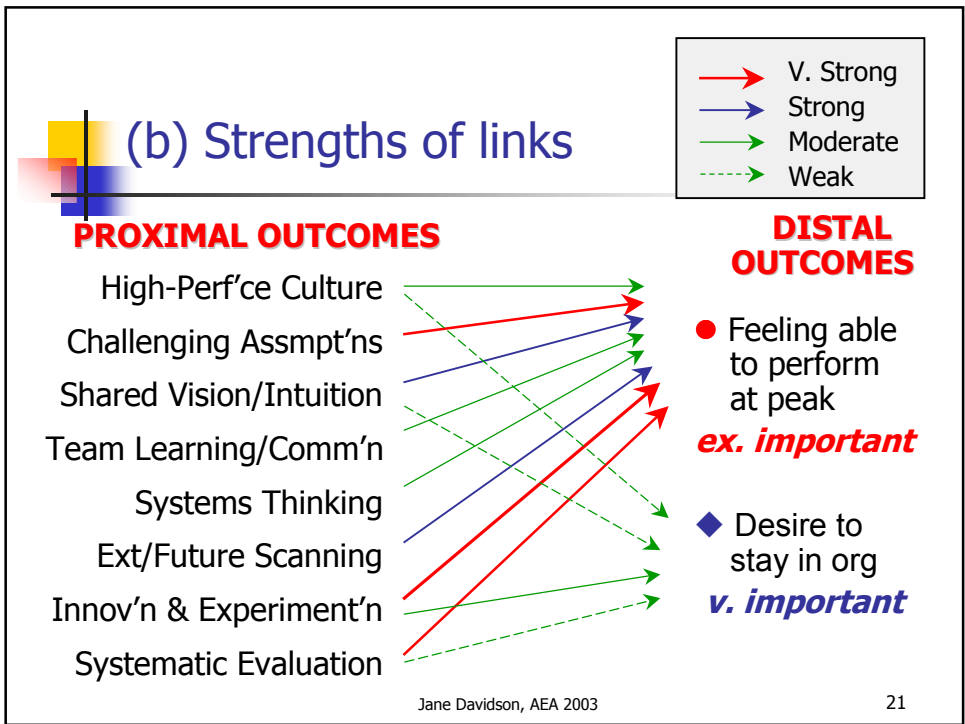 (b) Strengths of links
V. Strong
Strong
Moderate
Weak
PROXIMAL OUTCOMES
High-Perf’ce Culture
Challenging Assmpt’ns
Shared Vision/Intuition
Team Learning/Comm’n
Systems Thinking
Ext/Future Scanning
Innov’n & Experiment’n
Systematic Evaluation
DISTAL
OUTCOMES
Feeling able
to perform
at peak
ex. important
Desire to
stay in org
v. important
Jane Davidson, AEA 2003
21